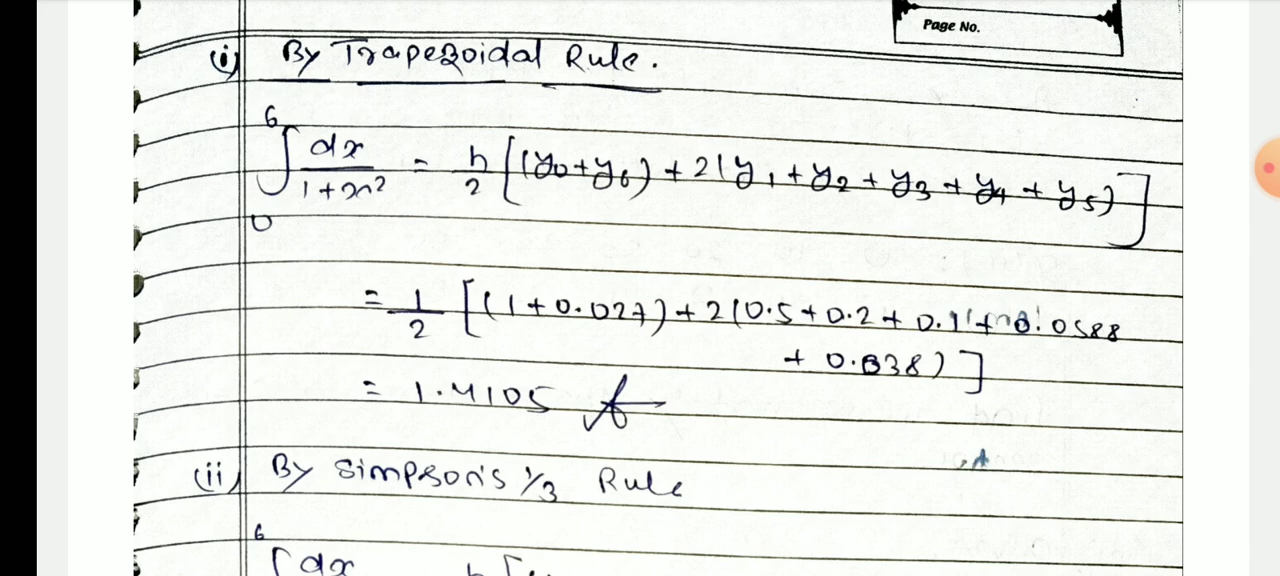 Page No.
(i) By Trapezoidal Rule.
∫₀⁶ dx/(1+x²) = h/2 [(y₀+y₆) + 2(y₁ + y₂ + y₃ + y₄ + y₅)]
= 1/2 [(1+0.027) + 2(0.5+0.2+0.1+0.0588
+ 0.038)]
= 1.4105
(ii) By Simpson's 1/3 Rule
6
∫ dx h [